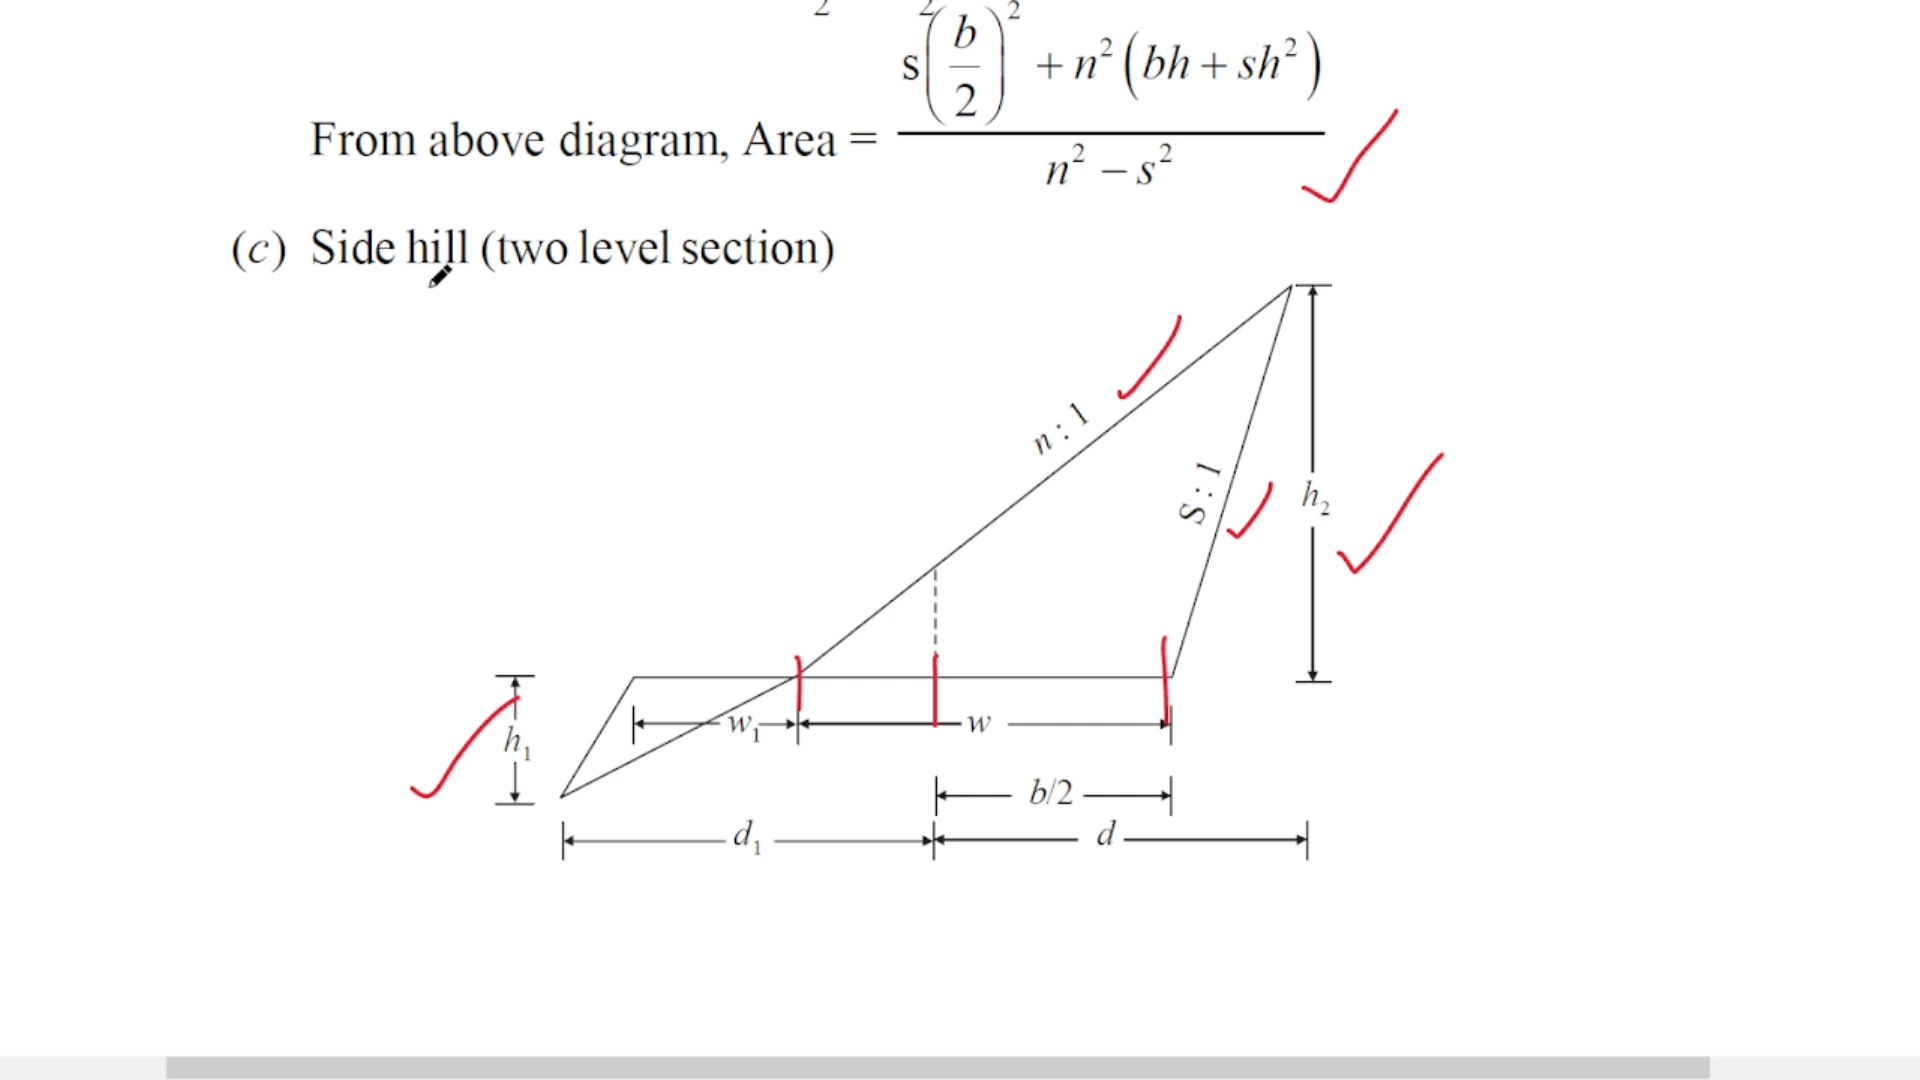 s(b/2)² + n²(bh + sh²)
From above diagram, Area =
n² – s²
(c) Side hill (two level section)
n : 1
S : 1
h₂
h₁
w₁
w
b/2
d₁
d